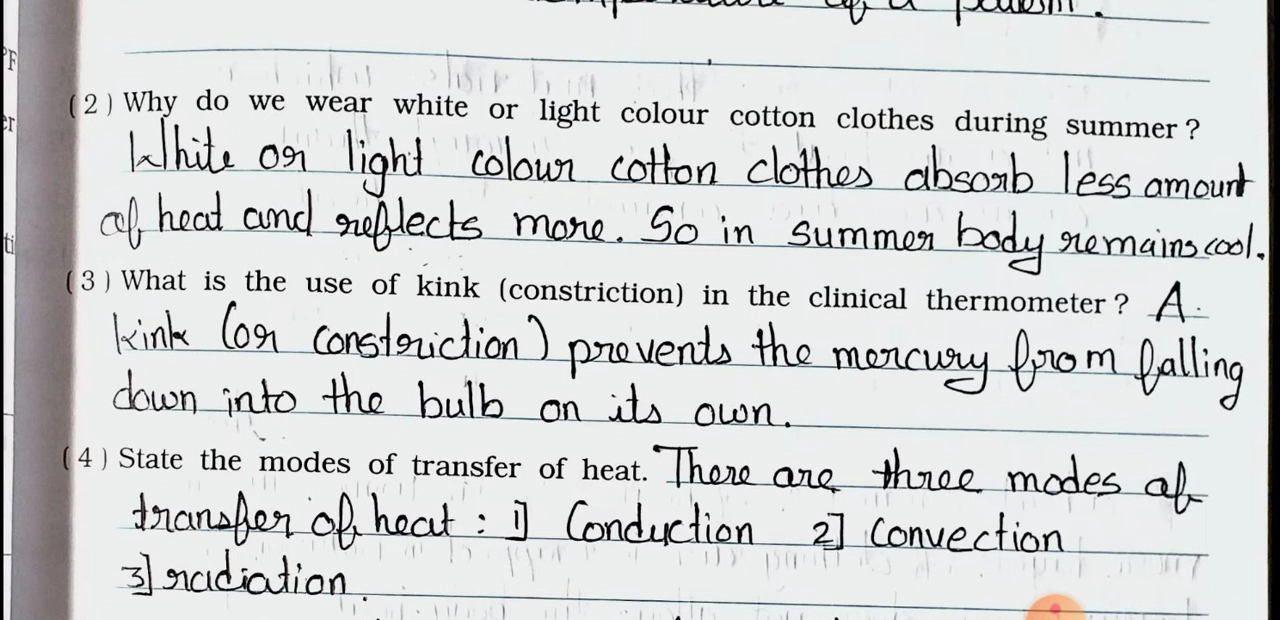 of a
(2) Why do we wear white or light colour cotton clothes during summer?
White or light colour cotton clothes absorb less amount
of heat and reflects more. So in summer body remains cool.
(3) What is the use of kink (constriction) in the clinical thermometer? A
kink (or constriction) prevents the mercury from falling
down into the bulb on its own.
(4) State the modes of transfer of heat. There are three modes of
transfer of heat: 1] Conduction 2] Convection
3] radiation.